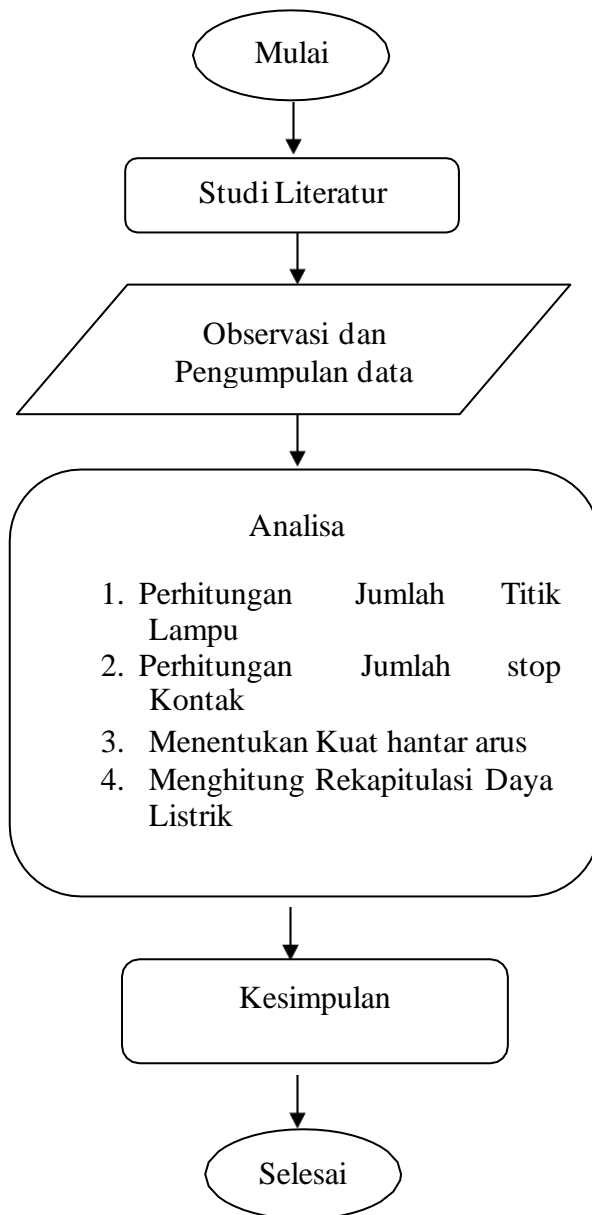 Mulai
Studi Literatur
Observasi dan
Pengumpulan data
Analisa
1. Perhitungan Jumlah Titik
Lampu
2. Perhitungan Jumlah stop
Kontak
3. Menentukan Kuat hantar arus
4. Menghitung Rekapitulasi Daya
Listrik
Kesimpulan
Selesai